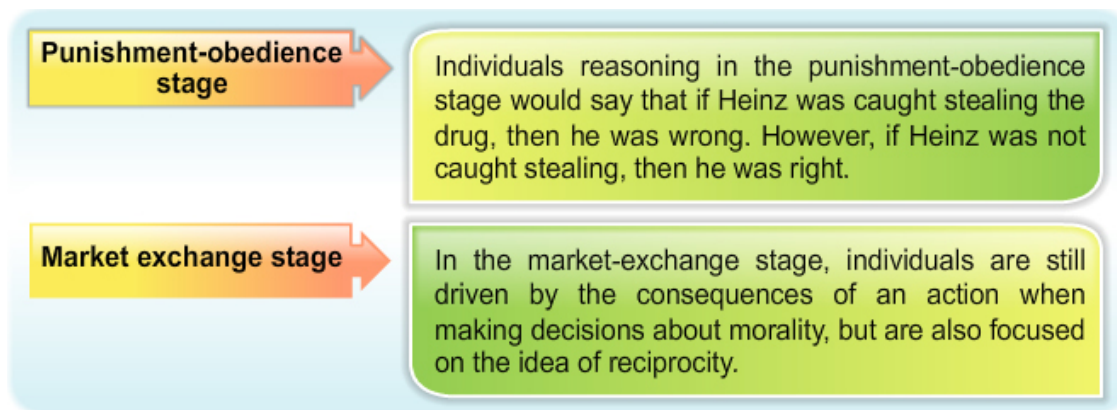 Punishment-obedience
stage
Individuals reasoning in the punishment-obedience
stage would say that if Heinz was caught stealing the
drug, then he was wrong. However, if Heinz was not
caught stealing, then he was right.
Market exchange stage
In the market-exchange stage, individuals are still
driven by the consequences of an action when
making decisions about morality, but are also focused
on the idea of reciprocity.